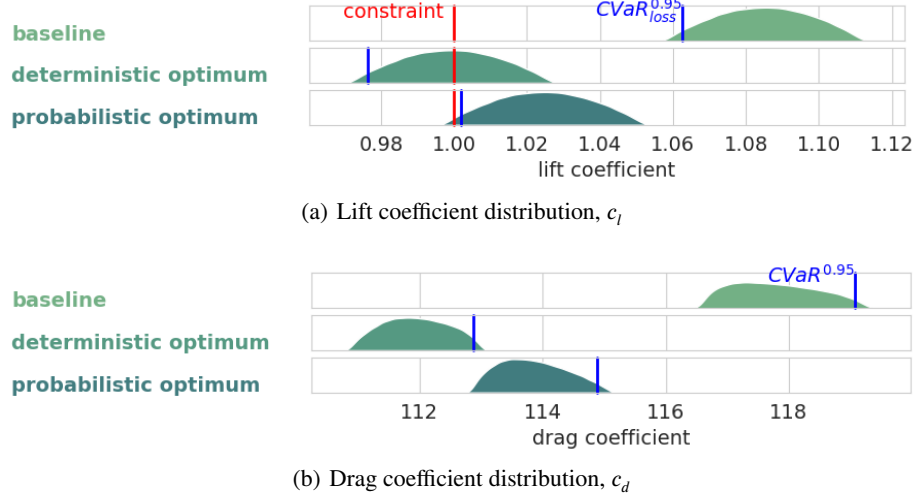 constraint
CVaR^{0.95}_{loss}
baseline
deterministic optimum
probabilistic optimum
0.98 1.00 1.02 1.04 1.06 1.08 1.10 1.12
lift coefficient
(a) Lift coefficient distribution, c_l
CVaR^{0.95}
baseline
deterministic optimum
probabilistic optimum
112 114 116 118
drag coefficient
(b) Drag coefficient distribution, c_d